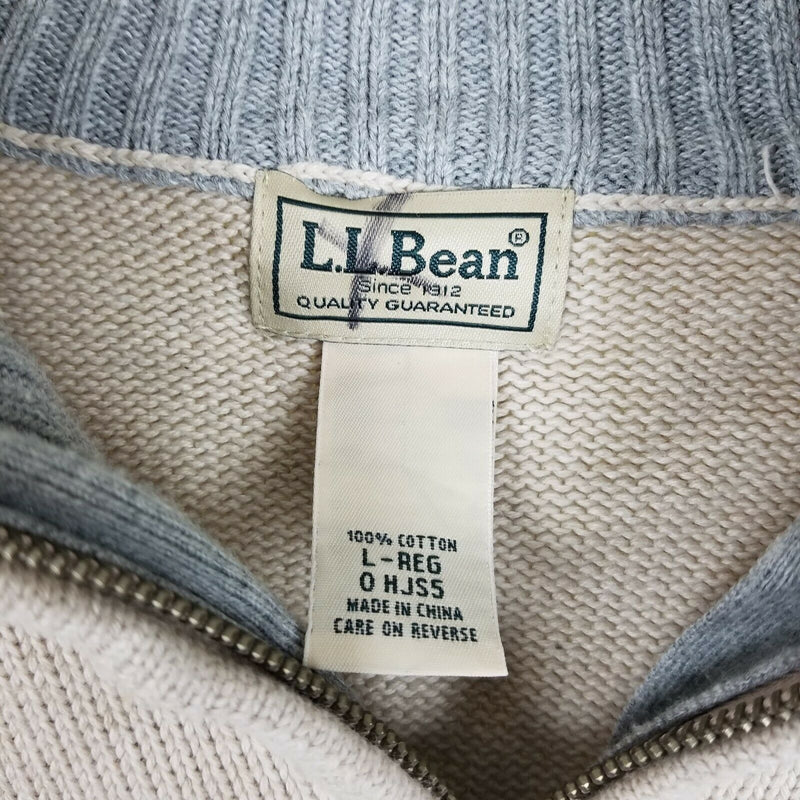 L.L.Bean®
Since 1912
QUALITY GUARANTEED
100% COTTON
L-REG
0 HJS5
MADE IN CHINA
CARE ON REVERSE